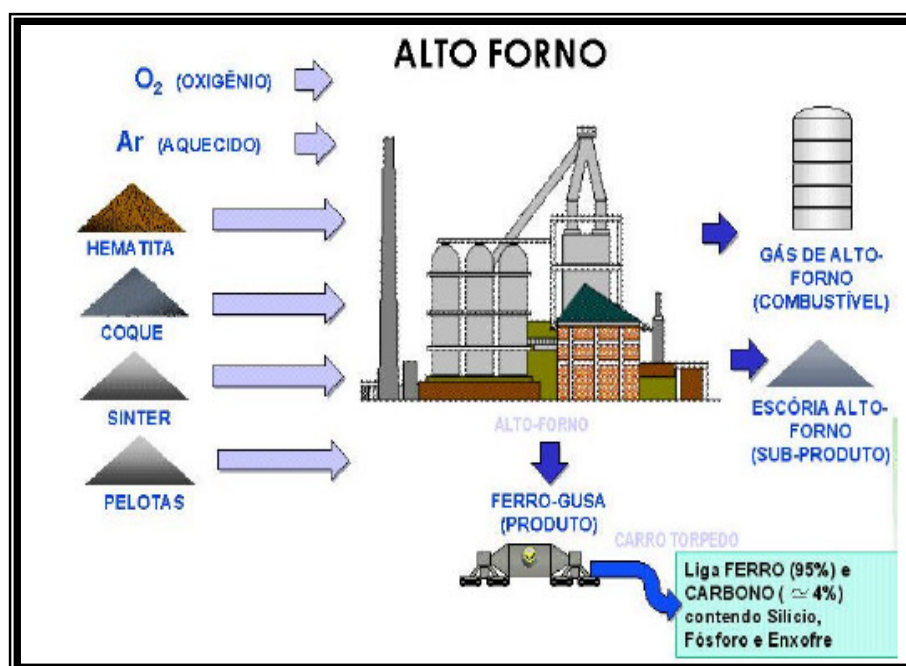 ALTO FORNO
O2 (OXIGÊNIO)
Ar (AQUECIDO)
HEMATITA
COQUE
SINTER
PELOTAS
ALTO-FORNO
GÁS DE ALTO-
FORNO
(COMBUSTÍVEL)
ESCÓRIA ALTO-
FORNO
(SUB-PRODUTO)
FERRO-GUSA
(PRODUTO)
CARRO TORPEDO
Liga FERRO (95%) e
CARBONO ( ≃ 4%)
contendo Silício,
Fósforo e Enxofre